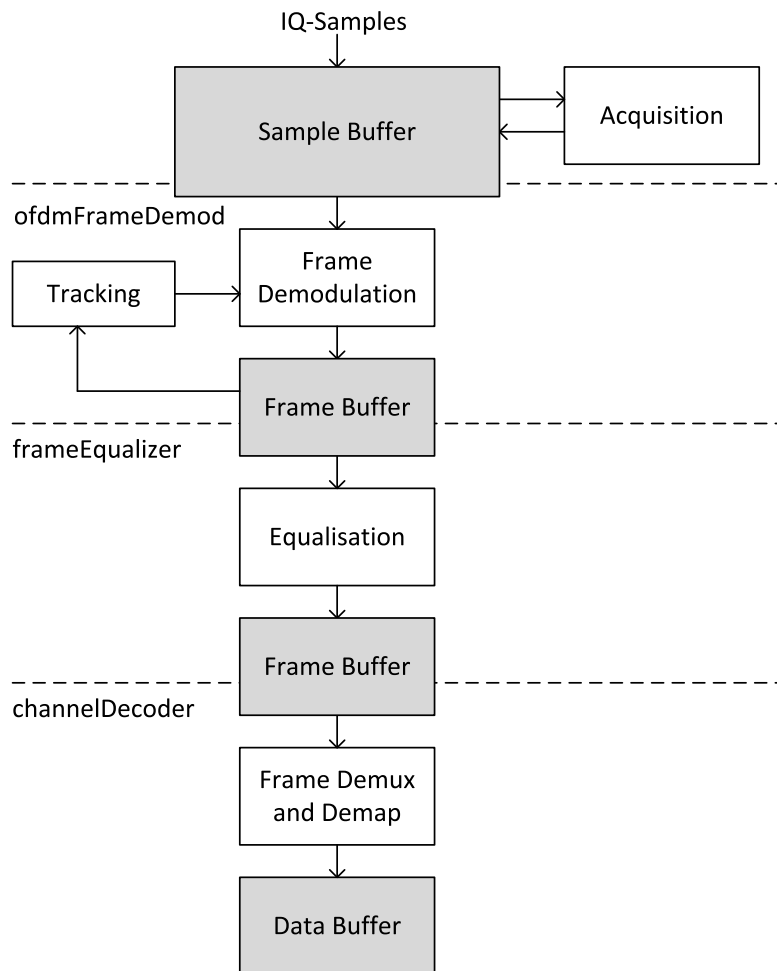 IQ-Samples
Sample Buffer
Acquisition
ofdmFrameDemod
Frame
Demodulation
Tracking
Frame Buffer
frameEqualizer
Equalisation
Frame Buffer
channelDecoder
Frame Demux
and Demap
Data Buffer